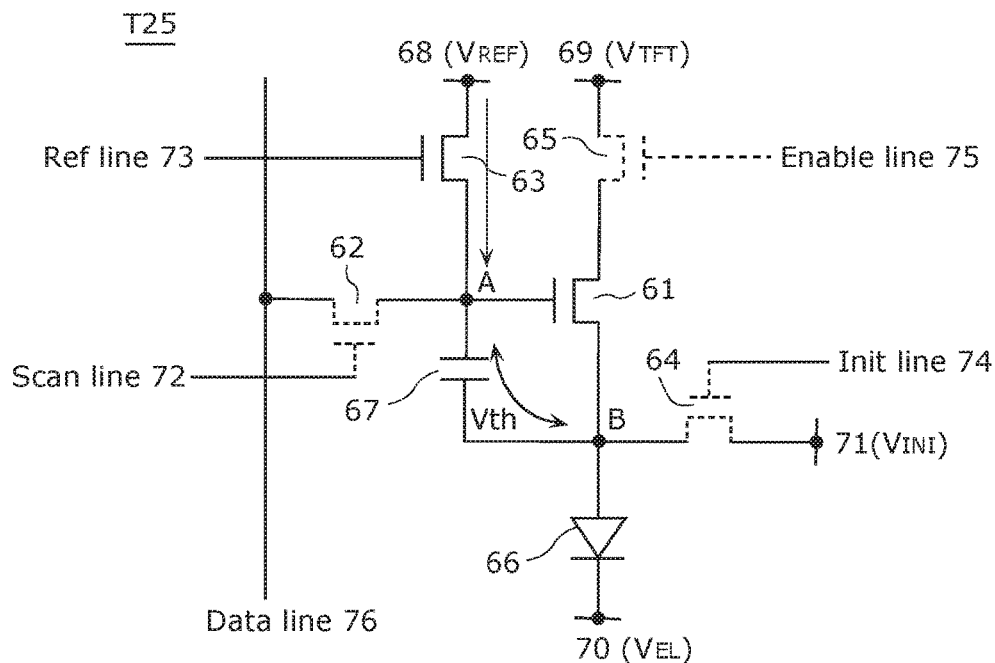 T25
68 (VREF)
69 (VTFT)
Ref line 73
63
65
Enable line 75
62
A
61
Scan line 72
67
Vth
B
64
Init line 74
71(VINI)
66
Data line 76
70 (VEL)